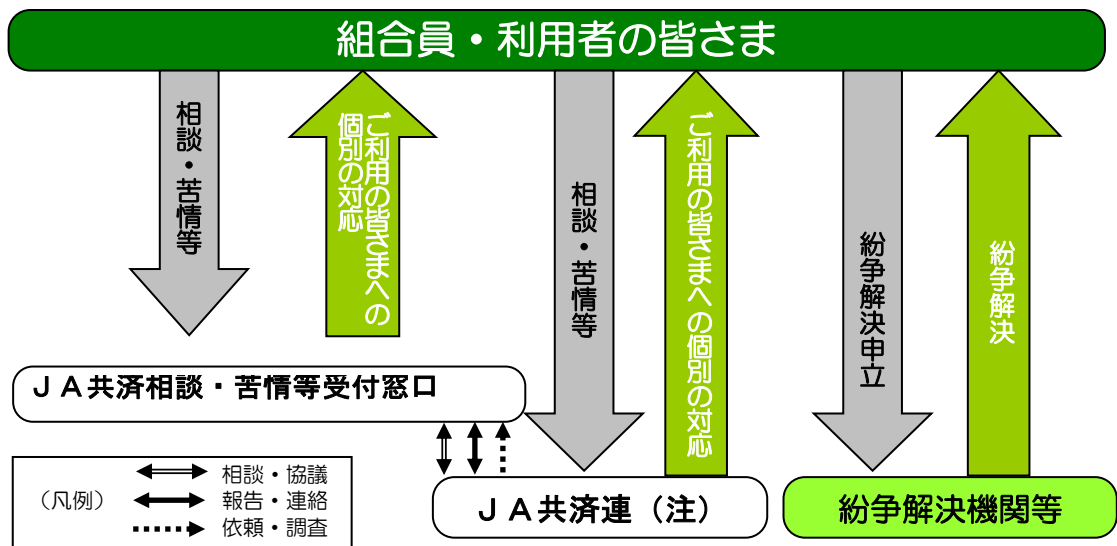 組合員・利用者の皆さま
相談・苦情等
ご利用の皆さまへの
個別の対応
相談・苦情等
ご利用の皆さまへの個別の対応
紛争解決申立
紛争解決
ＪＡ共済相談・苦情等受付窓口
ＪＡ共済連（注）
紛争解決機関等
（凡例）
相談・協議
報告・連絡
依頼・調査